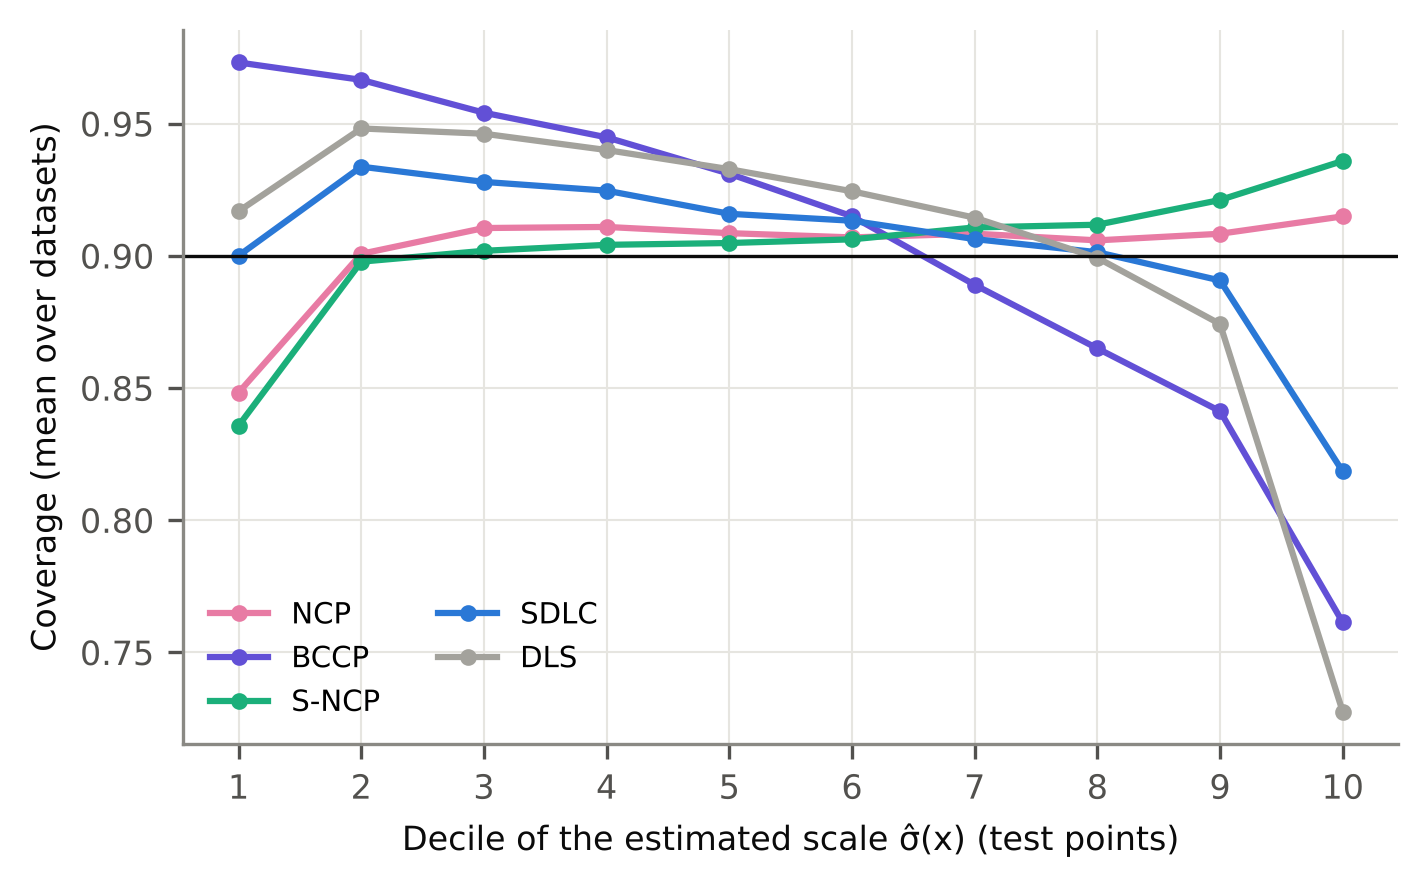 Coverage (mean over datasets)
0.95
0.90
0.85
0.80
0.75
NCP
BCCP
S-NCP
SDLC
DLS
1 2 3 4 5 6 7 8 9 10
Decile of the estimated scale σ̂(x) (test points)